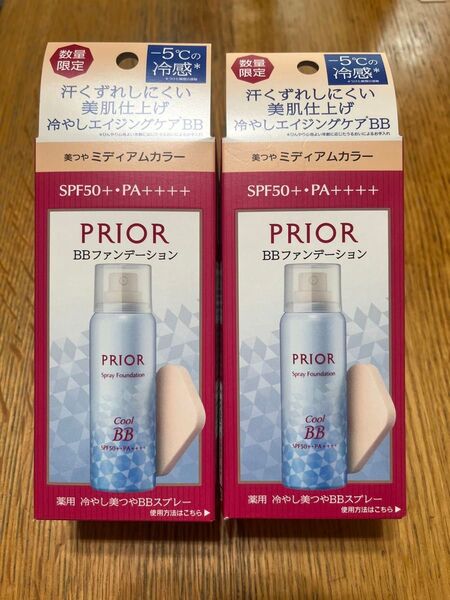 数量
限定
-5℃の
冷感*
汗くずれしにくい
美肌仕上げ
冷やしエイジングケア*BB
美つや ミディアムカラー
SPF50+・PA++++
PRIOR
BBファンデーション
PRIOR
Spray Foundation
Cool
BB
SPF50+・PA++++
薬用 冷やし美つやBBスプレー
使用方法はこちら▶
数量
限定
-5℃の
冷感*
汗くずれしにくい
美肌仕上げ
冷やしエイジングケア*BB
美つや ミディアムカラー
SPF50+・PA++++
PRIOR
BBファンデーション
PRIOR
Spray Foundation
Cool
BB
SPF50+・PA++++
薬用 冷やし美つやBBスプレー
使用方法はこちら▶